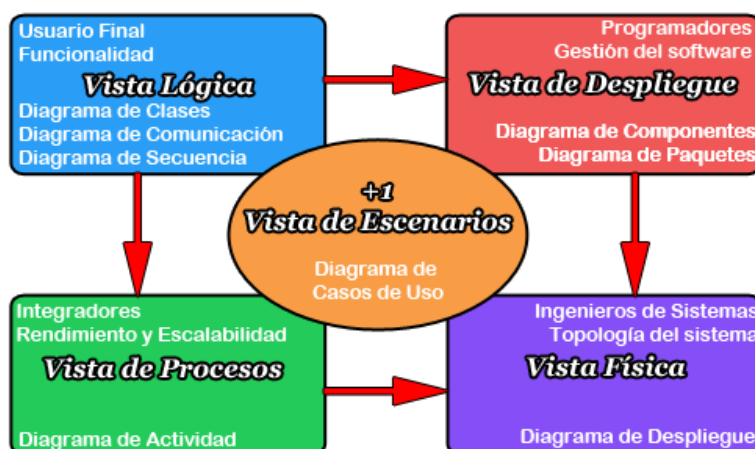 Usuario Final
Funcionalidad
Vista Lógica
Diagrama de Clases
Diagrama de Comunicación
Diagrama de Secuencia
Programadores
Gestión del software
Vista de Despliegue
Diagrama de Componentes
Diagrama de Paquetes
+1
Vista de Escenarios
Diagrama de
Casos de Uso
Integradores
Rendimiento y Escalabilidad
Vista de Procesos
Diagrama de Actividad
Ingenieros de Sistemas
Topología del sistema
Vista Física
Diagrama de Despliegue